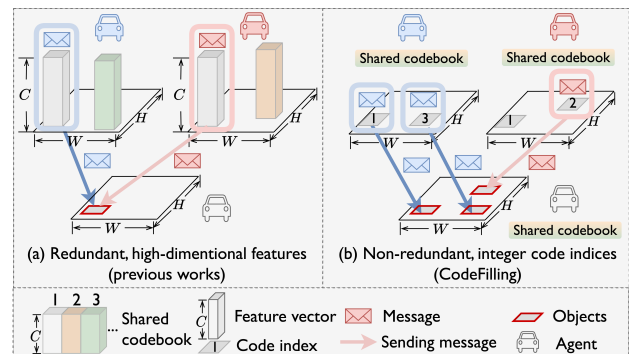 C
W
H
C
W
H
W
H
(a) Redundant, high-dimentional features
(previous works)
Shared codebook
Shared codebook
1
3
W
H
1
2
W
H
W
H
Shared codebook
(b) Non-redundant, integer code indices
(CodeFilling)
1 2 3
C
...
Shared
codebook
C
Feature vector
1
Code index
Message
Sending message
Objects
Agent